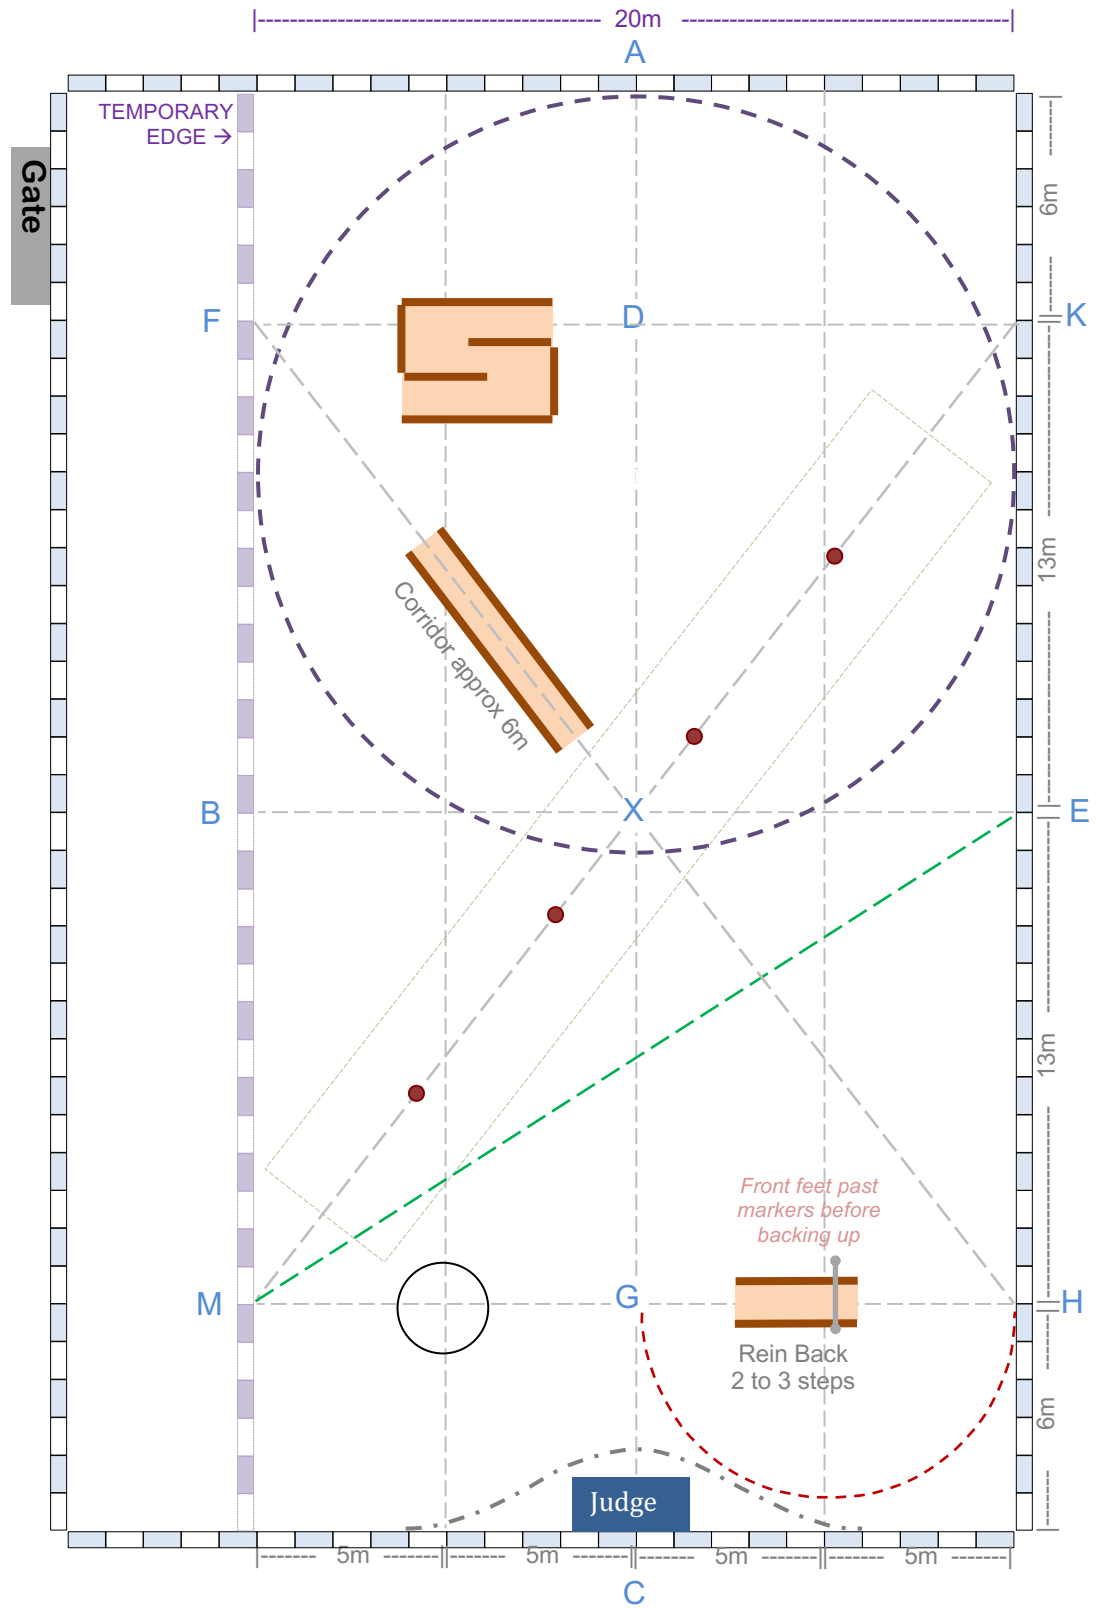 20m
A
TEMPORARY
EDGE →
Gate
6m
F
D
K
13m
Corridor approx 6m
B
X
E
13m
Front feet past
markers before
backing up
M
G
H
Rein Back
2 to 3 steps
6m
Judge
5m
5m
5m
5m
C